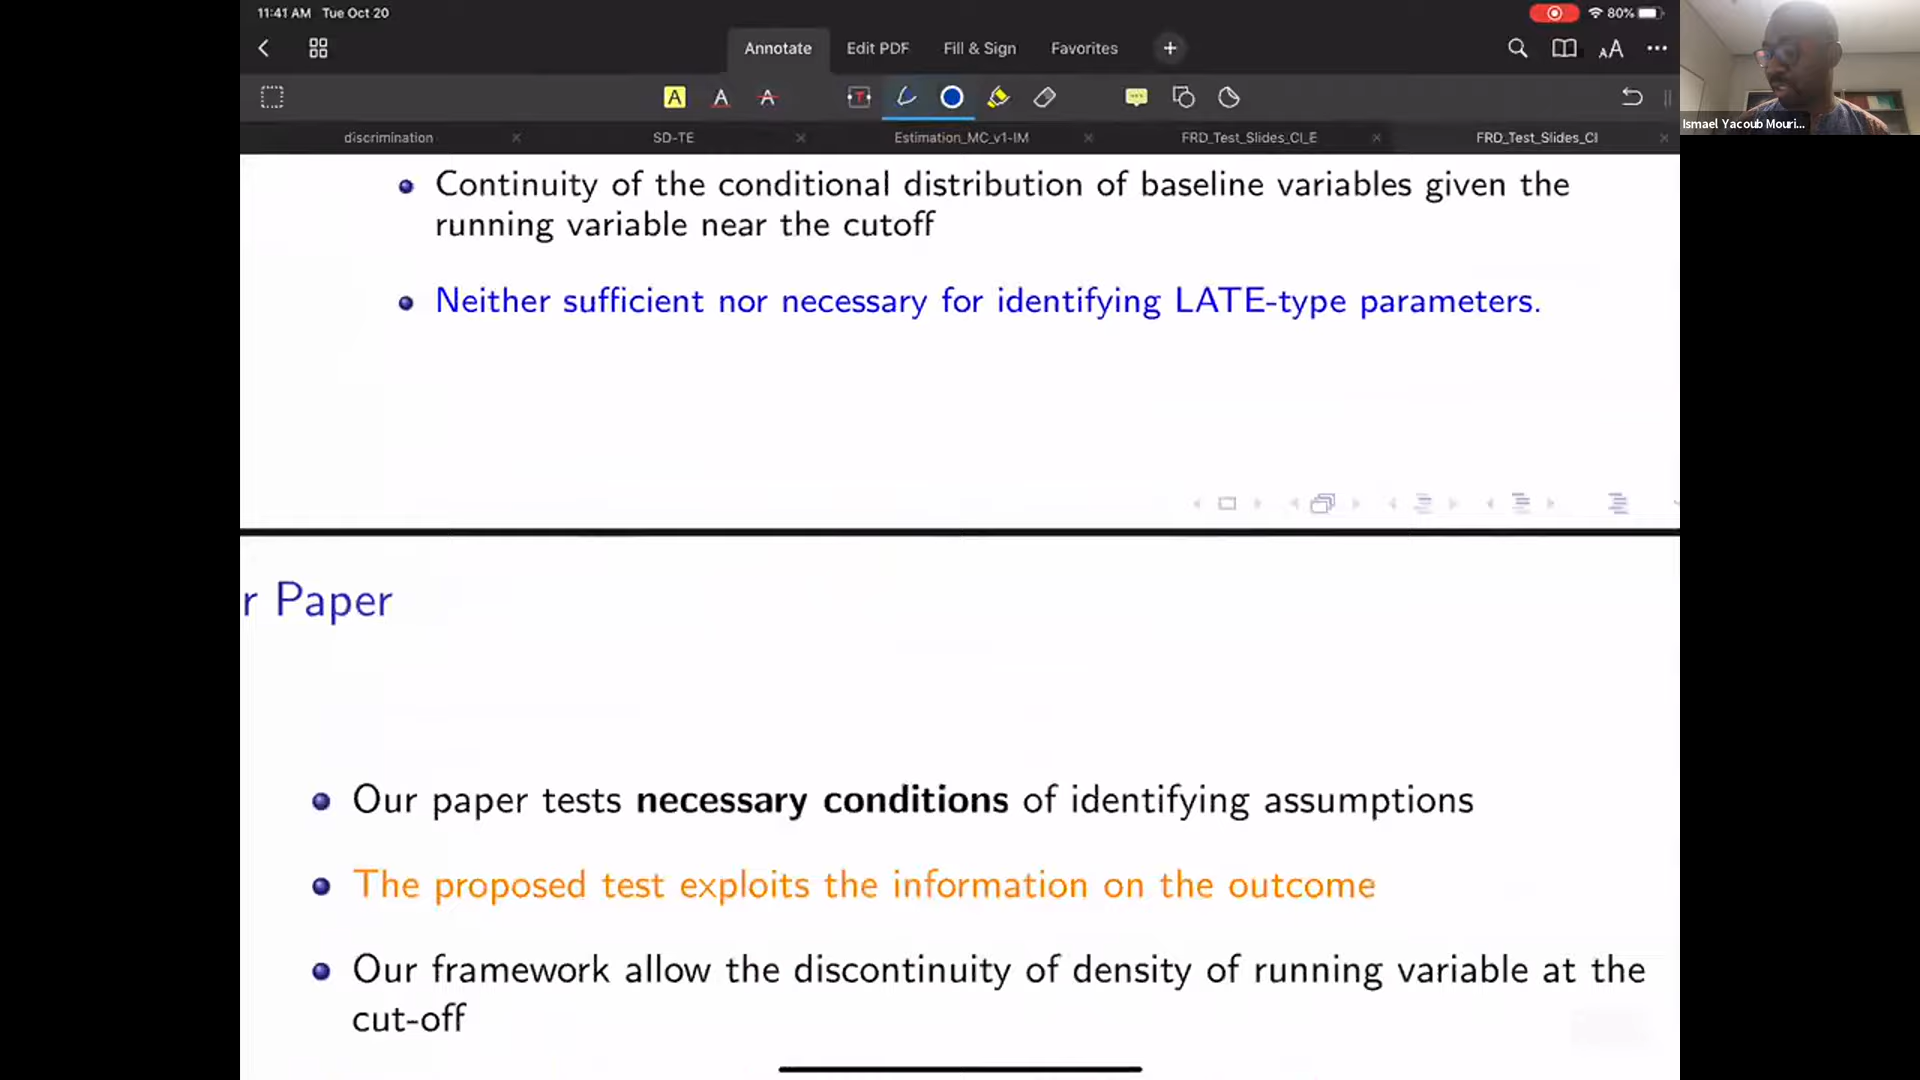 11:41 AM Tue Oct 20
80%
Annotate Edit PDF Fill & Sign Favorites
discrimination SD-TE Estimation_MC_v1-IM FRD_Test_Slides_CI_E FRD_Test_Slides_CI
Ismael Yacoub Mouri...
Continuity of the conditional distribution of baseline variables given the
running variable near the cutoff
Neither sufficient nor necessary for identifying LATE-type parameters.
r Paper
Our paper tests necessary conditions of identifying assumptions
The proposed test exploits the information on the outcome
Our framework allow the discontinuity of density of running variable at the
cut-off